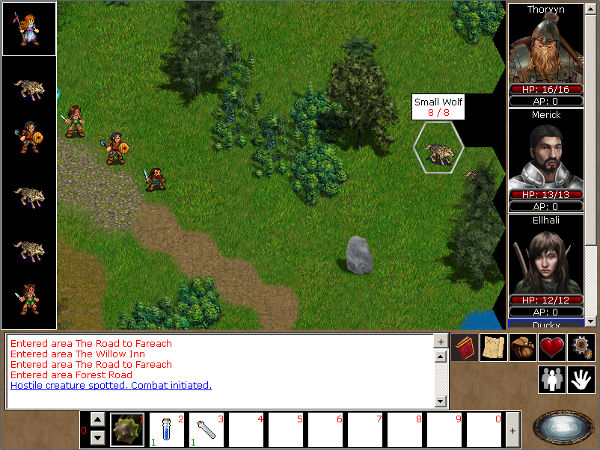 Thorxyn
HP: 16/16
AP: 0
Small Wolf
8 / 8
Merick
HP: 13/13
AP: 0
Ellhali
HP: 12/12
AP: 0
Entered area The Road to Fareach
Entered area The Willow Inn
Entered area The Road to Fareach
Entered area Forest Road
Hostile creature spotted. Combat initiated.
+
0 2 3 4 5 6 7 8 9 0 +
1 1